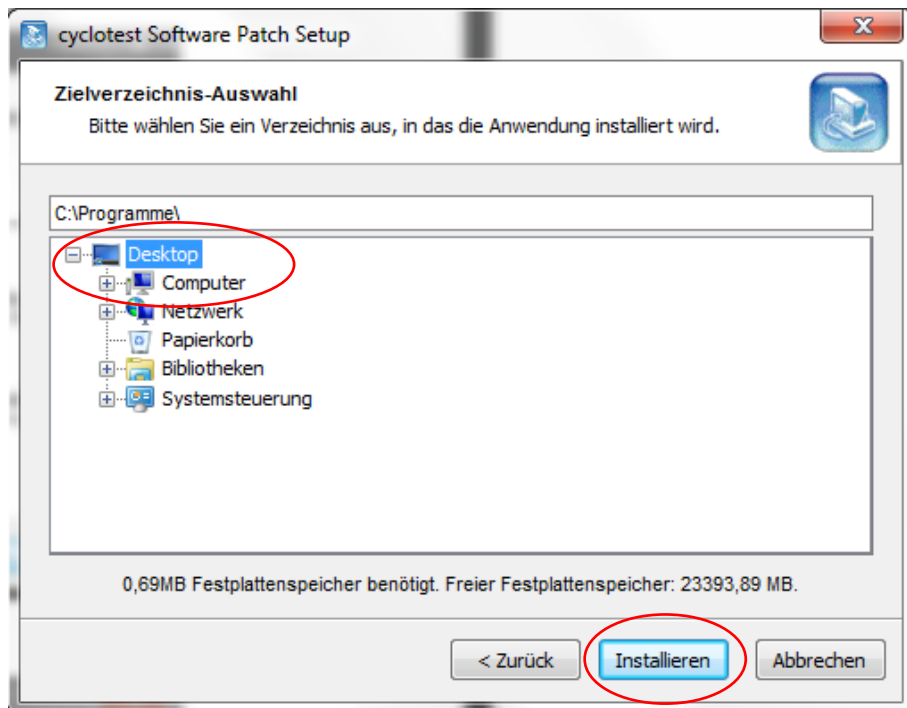 cyclotest Software Patch Setup
Zielverzeichnis-Auswahl
Bitte wählen Sie ein Verzeichnis aus, in das die Anwendung installiert wird.
C:\Programme\
Desktop
Computer
Netzwerk
Papierkorb
Bibliotheken
Systemsteuerung
0,69MB Festplattenspeicher benötigt. Freier Festplattenspeicher: 23393,89 MB.
< Zurück Installieren Abbrechen